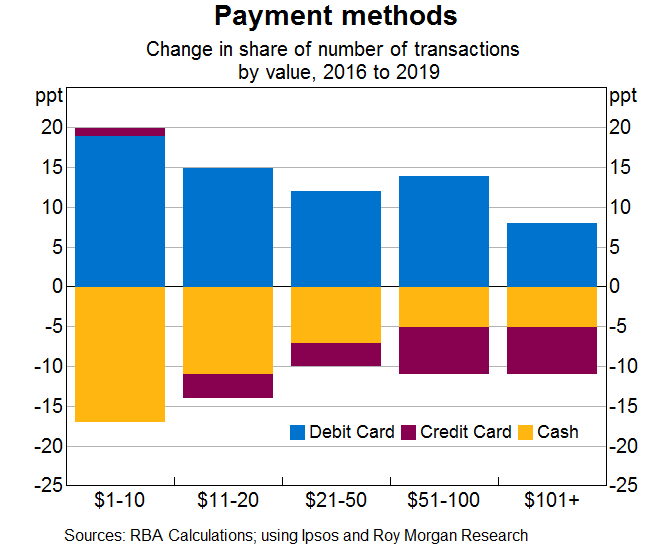 Payment methods
Change in share of number of transactions
by value, 2016 to 2019
ppt ppt
20 20
15 15
10 10
5 5
0 0
-5 -5
-10 -10
-15 -15
Debit Card Credit Card Cash
-20 -20
-25 -25
$1-10 $11-20 $21-50 $51-100 $101+
Sources: RBA Calculations; using Ipsos and Roy Morgan Research